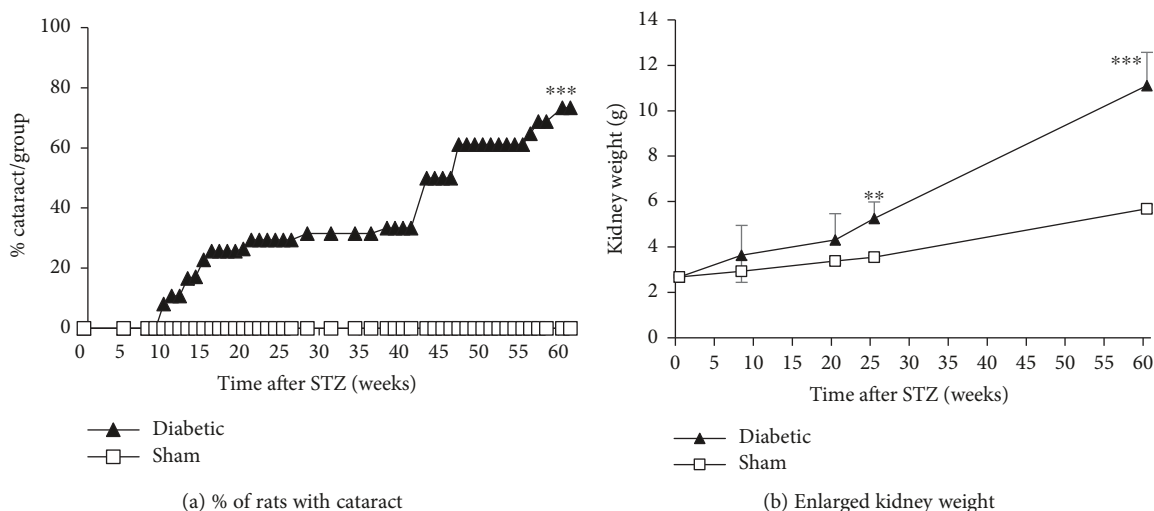 100
80
60
40
20
0
% cataract/group
***
0 5 10 15 20 25 30 35 40 45 50 55 60
Time after STZ (weeks)
Diabetic
Sham
(a) % of rats with cataract
14
12
10
8
6
4
2
0
Kidney weight (g)
**
***
0 5 10 15 20 25 30 35 40 45 50 55 60
Time after STZ (weeks)
Diabetic
Sham
(b) Enlarged kidney weight